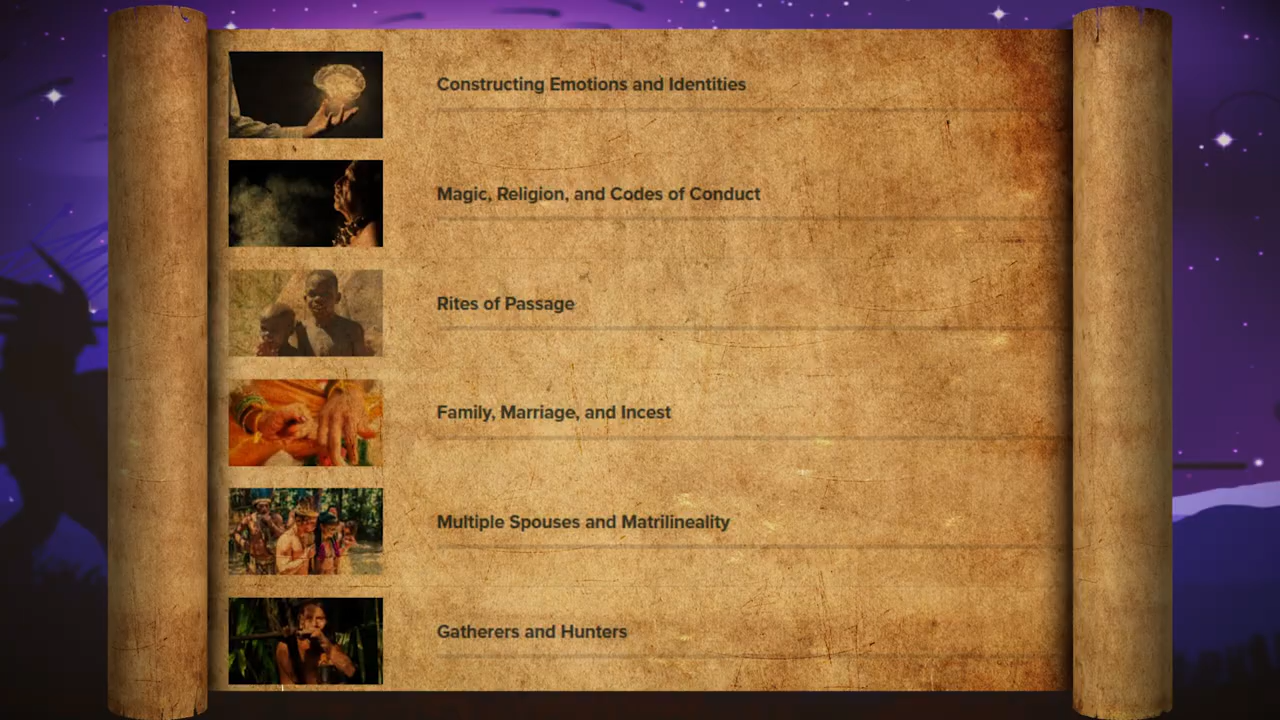 Constructing Emotions and Identities
Magic, Religion, and Codes of Conduct
Rites of Passage
Family, Marriage, and Incest
Multiple Spouses and Matrilineality
Gatherers and Hunters